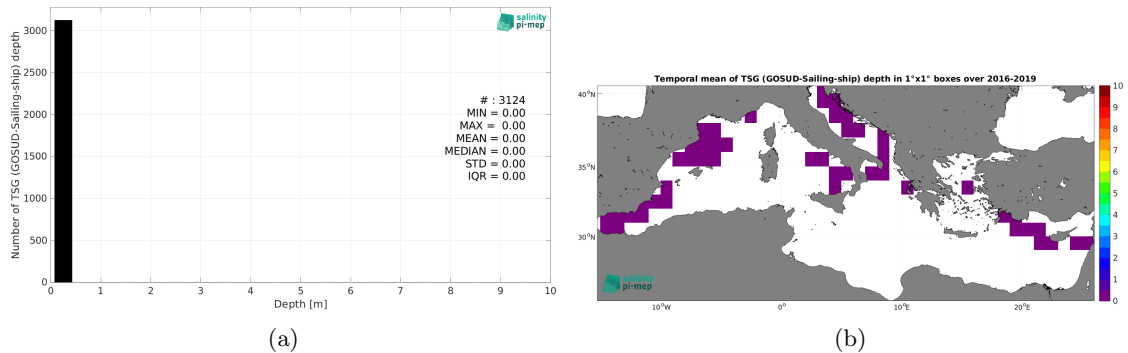 3000
2500
2000
1500
1000
500
0
Number of TSG (GOSUD-Sailing-ship) depth
salinity
pi-mep
# : 3124
MIN = 0.00
MAX = 0.00
MEAN = 0.00
MEDIAN = 0.00
STD = 0.00
IQR = 0.00
0 1 2 3 4 5 6 7 8 9 10
Depth [m]
(a)
Temporal mean of TSG (GOSUD-Sailing-ship) depth in 1°x1° boxes over 2016-2019
40°N
35°N
30°N
10°W 0° 10°E 20°E
salinity
pi-mep
10
9
8
7
6
5
4
3
2
1
0
(b)